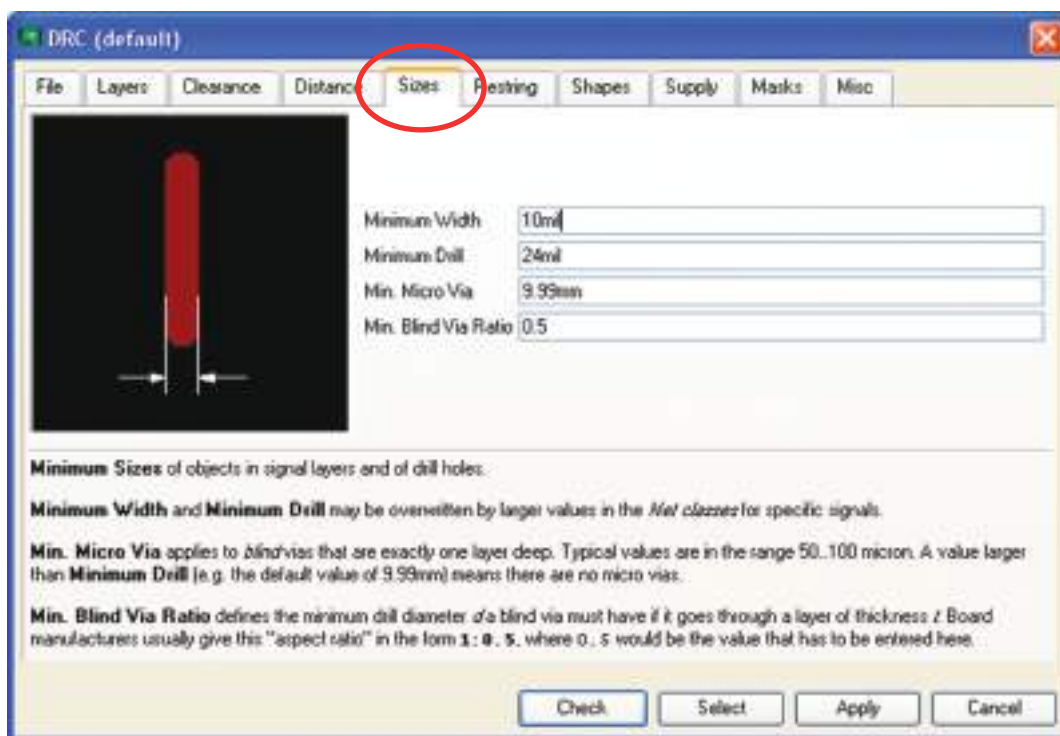 DRC (default)
File Layers Clearance Distance Sizes Restring Shapes Supply Masks Misc
Minimum Width 10mil
Minimum Drill 24mil
Min. Micro Via 9.99mm
Min. Blind Via Ratio 0.5
Minimum Sizes of objects in signal layers and of drill holes.
Minimum Width and Minimum Drill may be overwritten by larger values in the Net classes for specific signals.
Min. Micro Via applies to blind vias that are exactly one layer deep. Typical values are in the range 50..100 micron. A value larger
than Minimum Drill (e.g. the default value of 9.99mm) means there are no micro vias.
Min. Blind Via Ratio defines the minimum drill diameter d a blind via must have if it goes through a layer of thickness t. Board
manufacturers usually give this "aspect ratio" in the form 1:0.5, where 0.5 would be the value that has to be entered here.
Check Select Apply Cancel